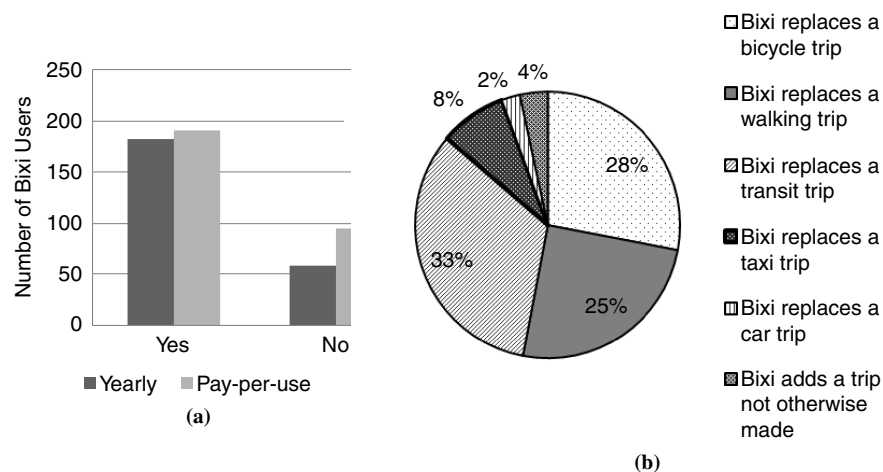 250
200
150
100
50
0
Number of Bixi Users
Yes No
Yearly Pay-per-use
(a)
4%
2%
8%
28%
33%
25%
Bixi replaces a
bicycle trip
Bixi replaces a
walking trip
Bixi replaces a
transit trip
Bixi replaces a
taxi trip
Bixi replaces a
car trip
Bixi adds a trip
not otherwise
made
(b)